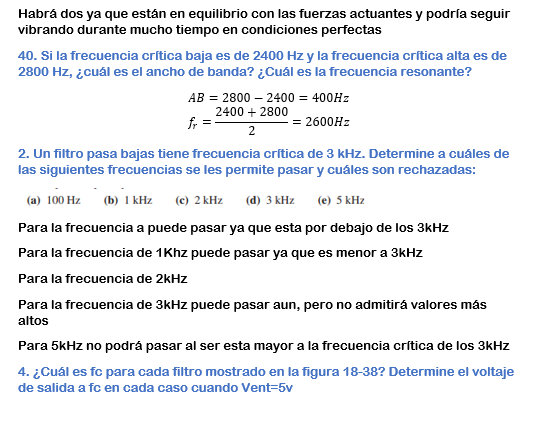 Habrá dos ya que están en equilibrio con las fuerzas actuantes y podría seguir
vibrando durante mucho tiempo en condiciones perfectas
40. Si la frecuencia crítica baja es de 2400 Hz y la frecuencia crítica alta es de
2800 Hz, ¿cuál es el ancho de banda? ¿Cuál es la frecuencia resonante?
AB = 2800 − 2400 = 400Hz
fr = (2400 + 2800) / 2 = 2600Hz
2. Un filtro pasa bajas tiene frecuencia crítica de 3 kHz. Determine a cuáles de
las siguientes frecuencias se les permite pasar y cuáles son rechazadas:
(a) 100 Hz (b) 1 kHz (c) 2 kHz (d) 3 kHz (e) 5 kHz
Para la frecuencia a puede pasar ya que esta por debajo de los 3kHz
Para la frecuencia de 1Khz puede pasar ya que es menor a 3kHz
Para la frecuencia de 2kHz
Para la frecuencia de 3kHz puede pasar aun, pero no admitirá valores más
altos
Para 5kHz no podrá pasar al ser esta mayor a la frecuencia crítica de los 3kHz
4. ¿Cuál es fc para cada filtro mostrado en la figura 18-38? Determine el voltaje
de salida a fc en cada caso cuando Vent=5v